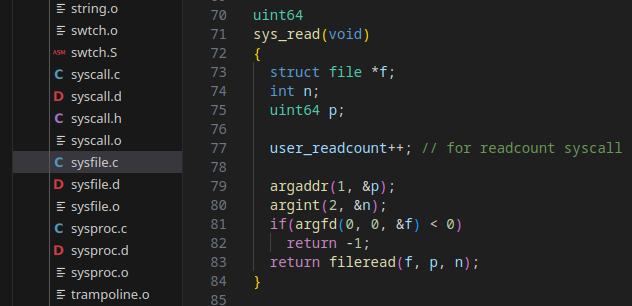 string.o
swtch.o
ASM swtch.S
C syscall.c
D syscall.d
C syscall.h
syscall.o
C sysfile.c
D sysfile.d
sysfile.o
C sysproc.c
D sysproc.d
sysproc.o
trampoline.o
70 uint64
71 sys_read(void)
72 {
73 struct file *f;
74 int n;
75 uint64 p;
76
77 user_readcount++; // for readcount syscall
78
79 argaddr(1, &p);
80 argint(2, &n);
81 if(argfd(0, 0, &f) < 0)
82 return -1;
83 return fileread(f, p, n);
84 }
85